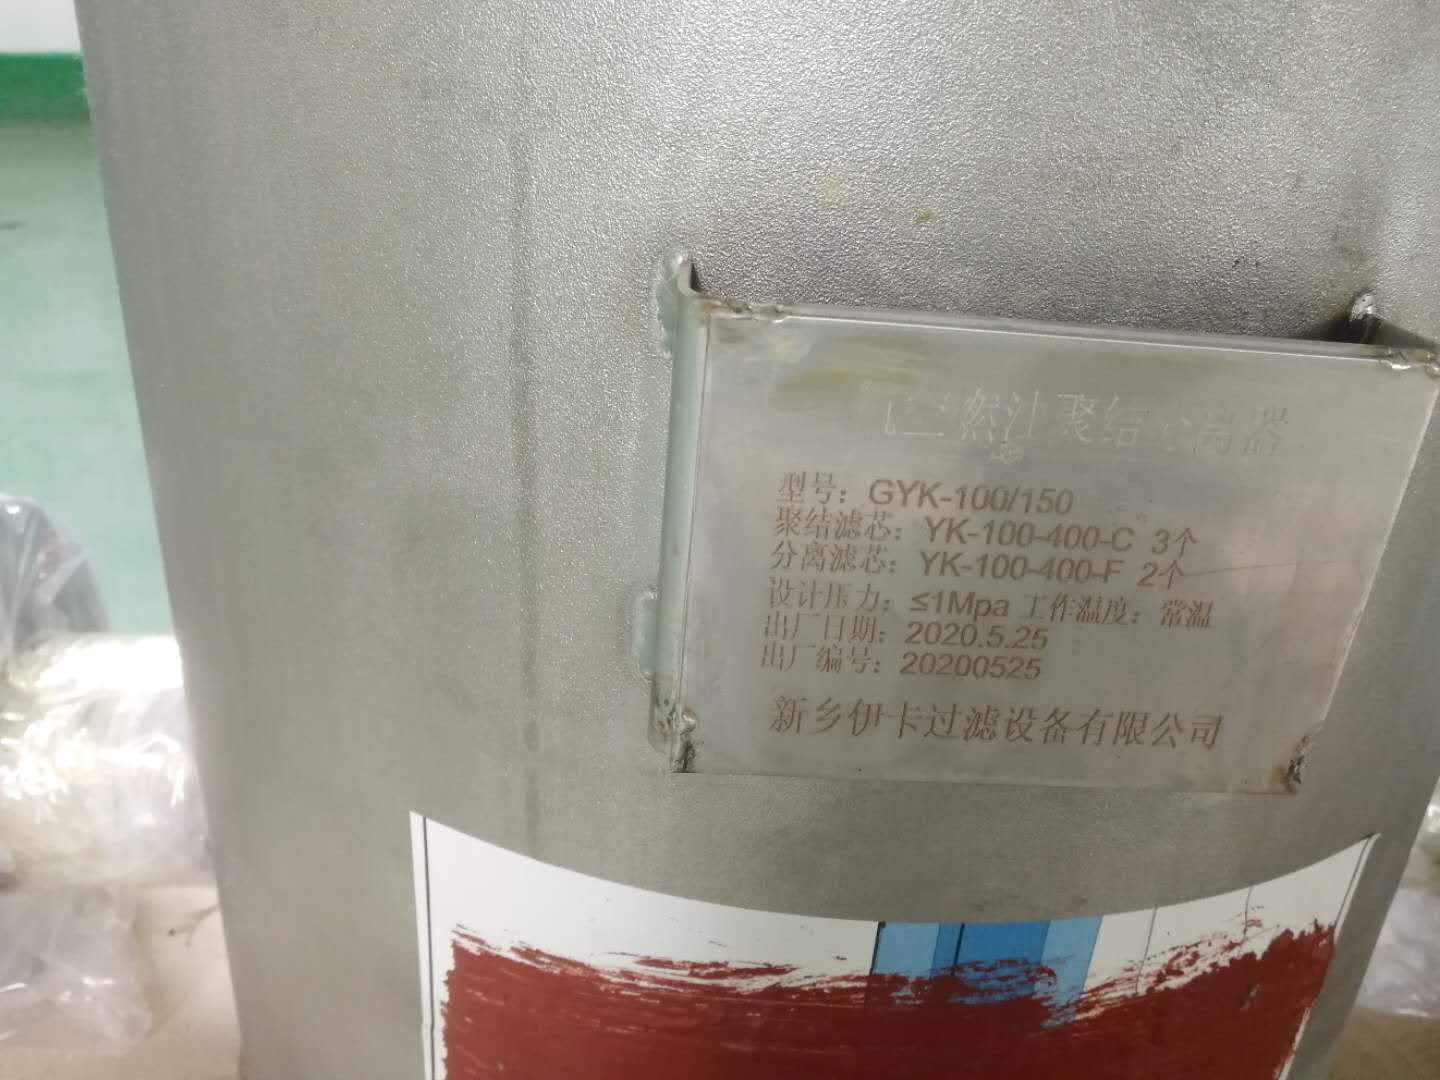 燃油聚结分离器
型号：GYK-100/150
聚结滤芯：YK-100-400-C 3个
分离滤芯：YK-100-400-F 2个
设计压力：≤1Mpa 工作温度：常温
出厂日期：2020.5.25
出厂编号：20200525
新乡伊卡过滤设备有限公司